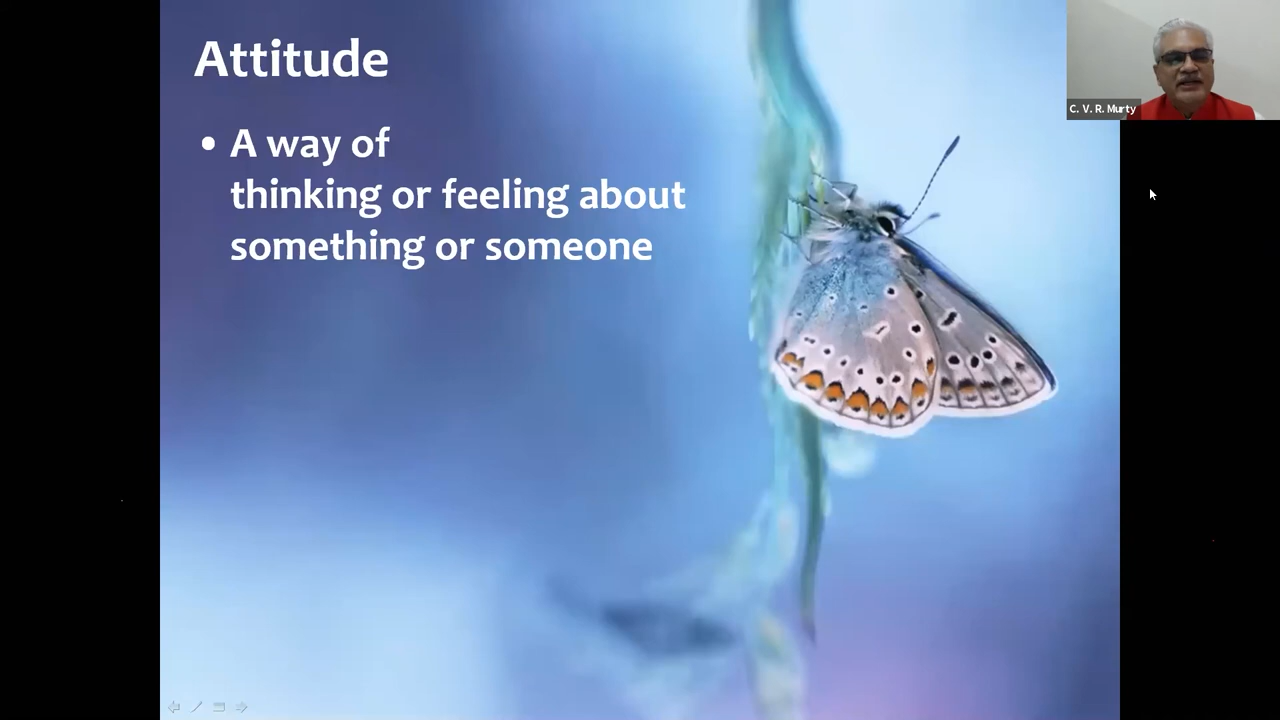 Attitude
• A way of
thinking or feeling about
something or someone
C. V. R. Murty